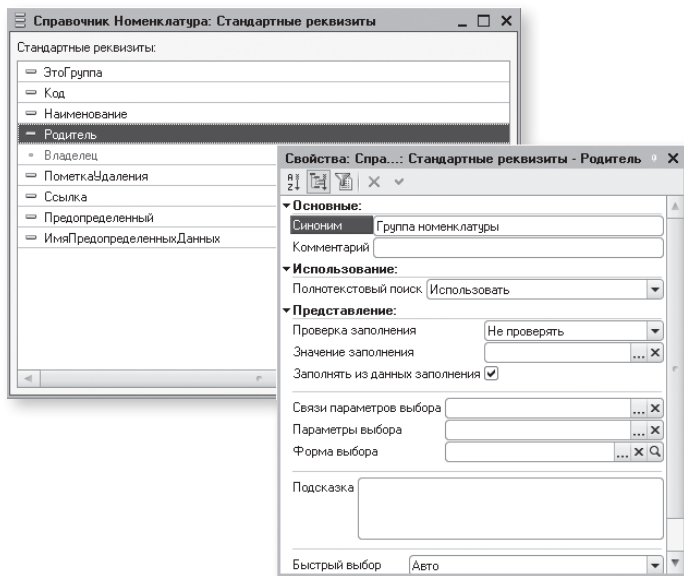 Справочник Номенклатура: Стандартные реквизиты
Стандартные реквизиты:
ЭтоГруппа
Код
Наименование
Родитель
Владелец
ПометкаУдаления
Ссылка
Предопределенный
ИмяПредопределенныхДанных
Свойства: Спра...: Стандартные реквизиты - Родитель
Основные:
Синоним Группа номенклатуры
Комментарий
Использование:
Полнотекстовый поиск Использовать
Представление:
Проверка заполнения Не проверять
Значение заполнения ...
Заполнять из данных заполнения
Связи параметров выбора ...
Параметры выбора ...
Форма выбора ...
Подсказка
Быстрый выбор Авто